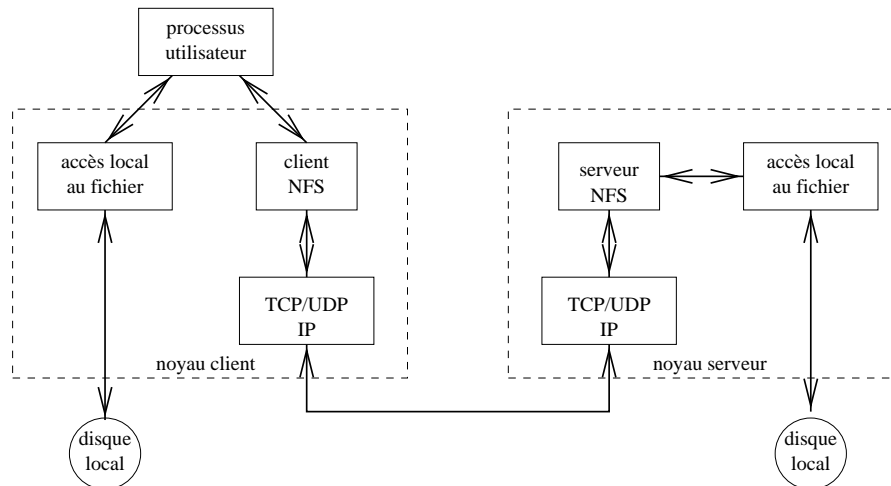 processus
utilisateur
accès local
au fichier
client
NFS
serveur
NFS
accès local
au fichier
TCP/UDP
IP
TCP/UDP
IP
noyau client
noyau serveur
disque
local
disque
local